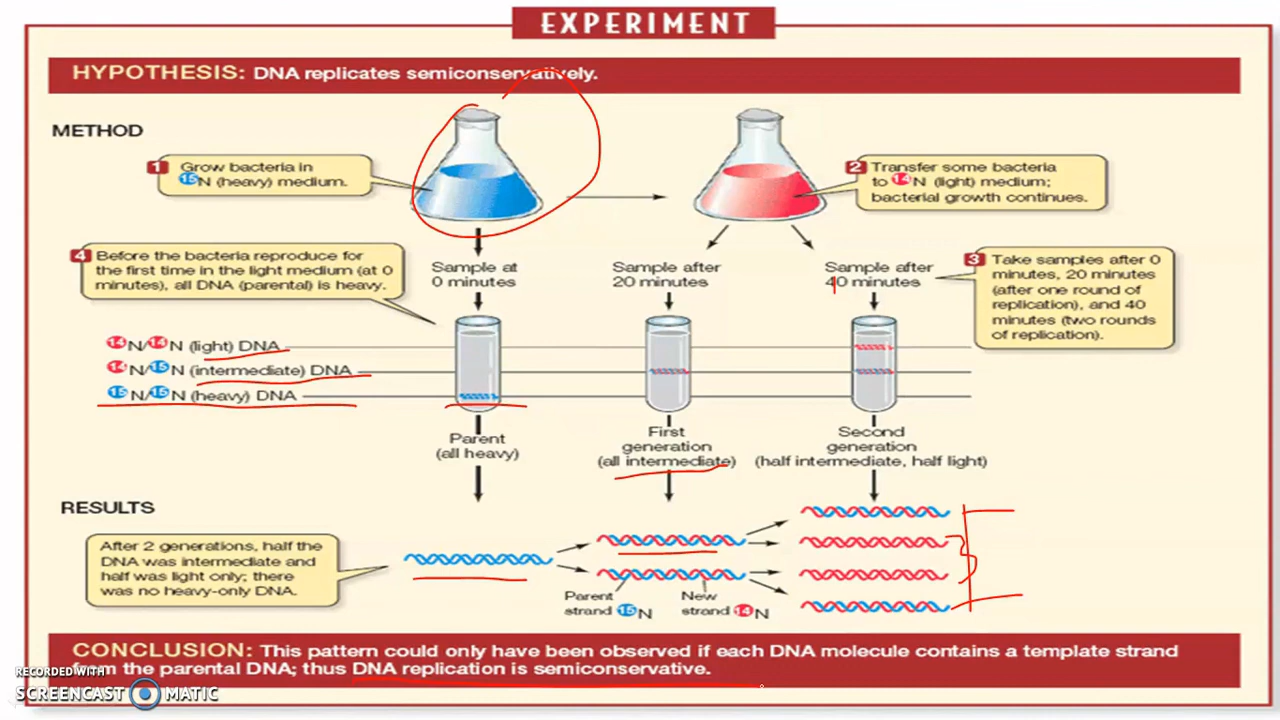 EXPERIMENT
HYPOTHESIS: DNA replicates semiconservatively.
METHOD
1 Grow bacteria in
15N (heavy) medium.
2 Transfer some bacteria
to 14N (light) medium;
bacterial growth continues.
4 Before the bacteria reproduce for
the first time in the light medium (at 0
minutes), all DNA (parental) is heavy.
Sample at
0 minutes
Sample after
20 minutes
Sample after
40 minutes
3 Take samples after 0
minutes, 20 minutes
(after one round of
replication), and 40
minutes (two rounds
of replication).
14N/14N (light) DNA
14N/15N (intermediate) DNA
15N/15N (heavy) DNA
Parent
(all heavy)
First
generation
(all intermediate)
Second
generation
(half intermediate, half light)
RESULTS
After 2 generations, half the
DNA was intermediate and
half was light only; there
was no heavy-only DNA.
Parent
strand 15N
New
strand 14N
CONCLUSION: This pattern could only have been observed if each DNA molecule contains a template strand
from the parental DNA; thus DNA replication is semiconservative.
RECORDED WITH
SCREENCAST MATIC